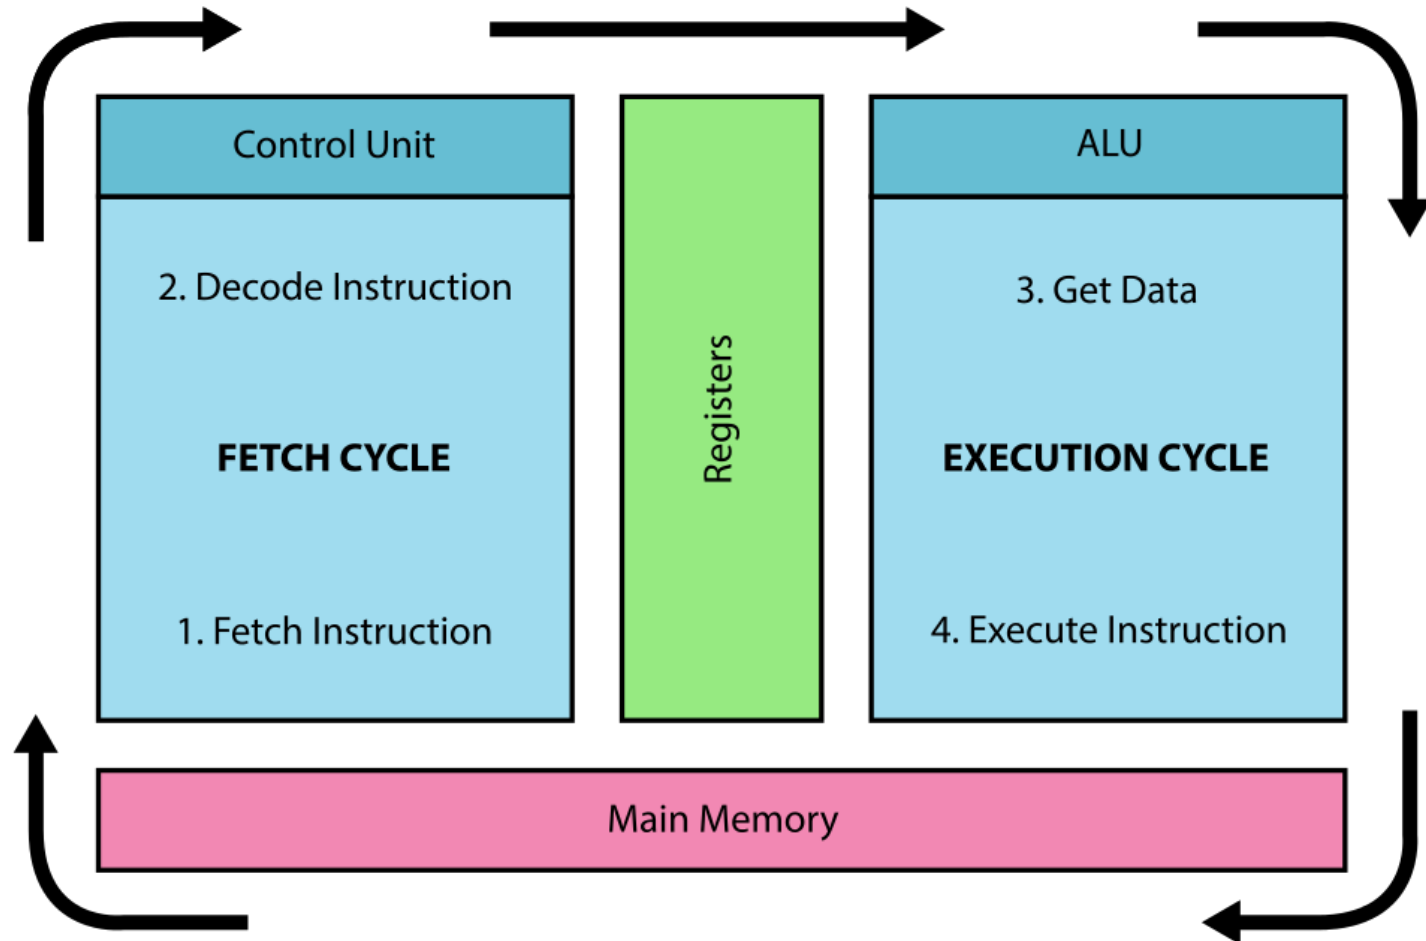 Control Unit
2. Decode Instruction
FETCH CYCLE
1. Fetch Instruction
Registers
ALU
3. Get Data
EXECUTION CYCLE
4. Execute Instruction
Main Memory